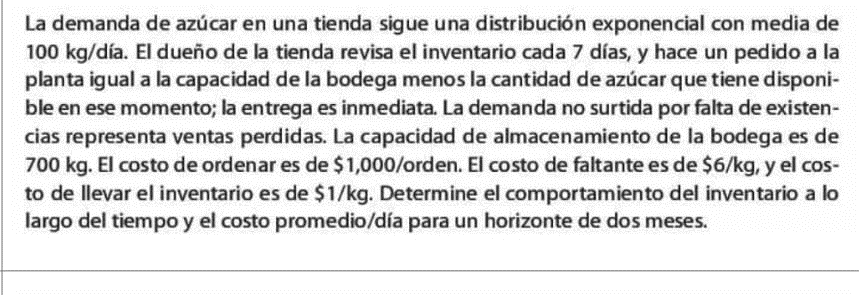 La demanda de azúcar en una tienda sigue una distribución exponencial con media de
100 kg/día. El dueño de la tienda revisa el inventario cada 7 días, y hace un pedido a la
planta igual a la capacidad de la bodega menos la cantidad de azúcar que tiene disponi-
ble en ese momento; la entrega es inmediata. La demanda no surtida por falta de existen-
cias representa ventas perdidas. La capacidad de almacenamiento de la bodega es de
700 kg. El costo de ordenar es de $1,000/orden. El costo de faltante es de $6/kg, y el cos-
to de llevar el inventario es de $1/kg. Determine el comportamiento del inventario a lo
largo del tiempo y el costo promedio/día para un horizonte de dos meses.